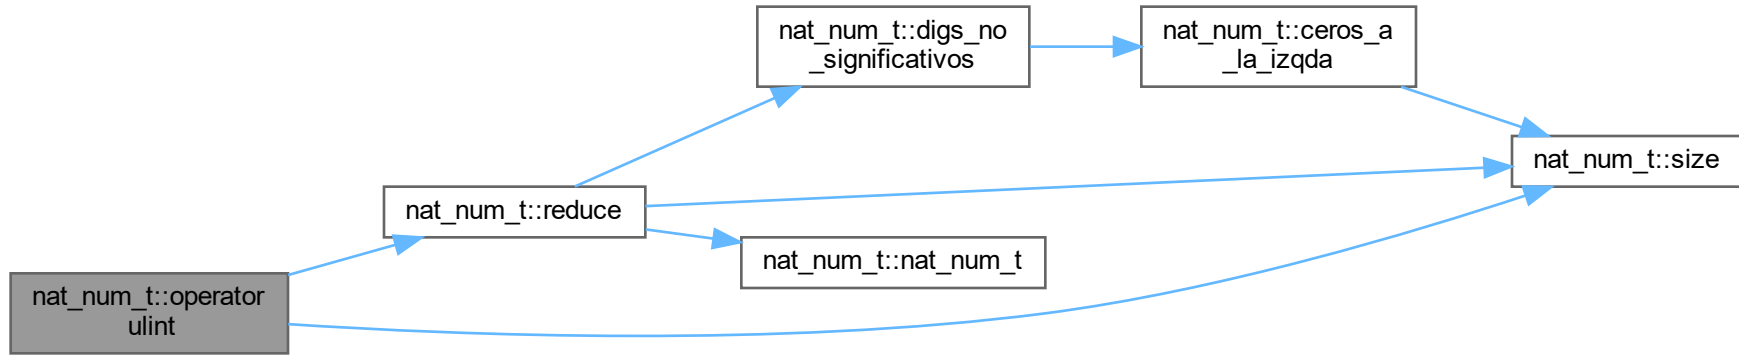 nat_num_t::operator
ulint
nat_num_t::reduce
nat_num_t::digs_no
_significativos
nat_num_t::ceros_a
_la_izqda
nat_num_t::size
nat_num_t::nat_num_t